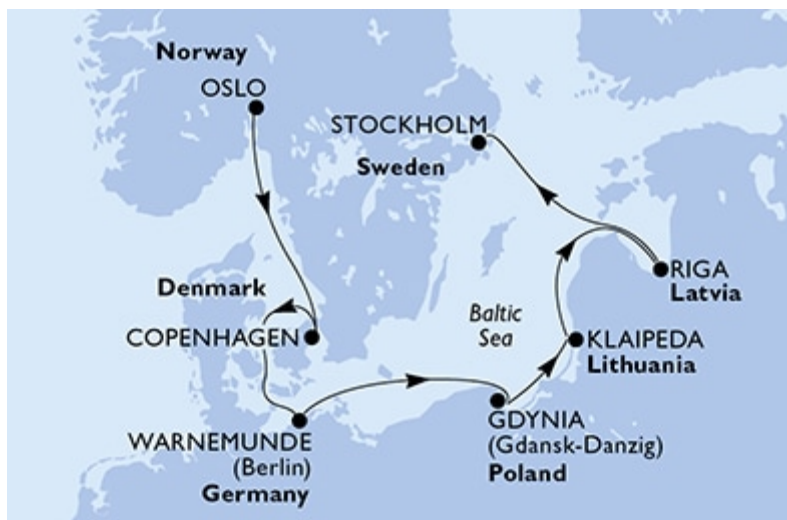 Norway
OSLO
STOCKHOLM
Sweden
Denmark
COPENHAGEN
Baltic
Sea
RIGA
Latvia
KLAIPEDA
Lithuania
WARNEMUNDE
(Berlin)
Germany
GDYNIA
(Gdansk-Danzig)
Poland